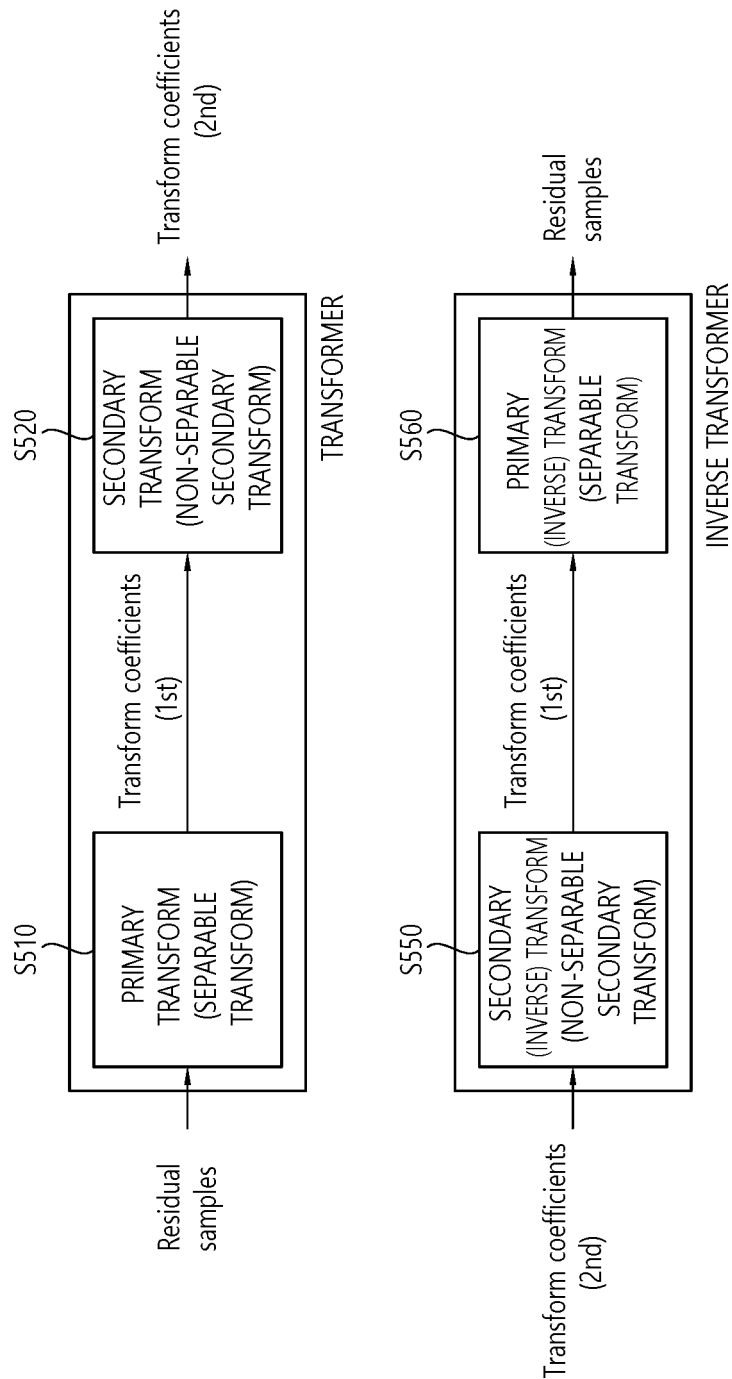 Residual
samples
S510
PRIMARY
TRANSFORM
(SEPARABLE
TRANSFORM)
Transform coefficients
(1st)
S520
SECONDARY
TRANSFORM
(NON-SEPARABLE
SECONDARY
TRANSFORM)
Transform coefficients
(2nd)
TRANSFORMER
Transform coefficients
(2nd)
S550
SECONDARY
(INVERSE) TRANSFORM
(NON-SEPARABLE
SECONDARY
TRANSFORM)
Transform coefficients
(1st)
S560
PRIMARY
(INVERSE) TRANSFORM
(SEPARABLE
TRANSFORM)
Residual
samples
INVERSE TRANSFORMER